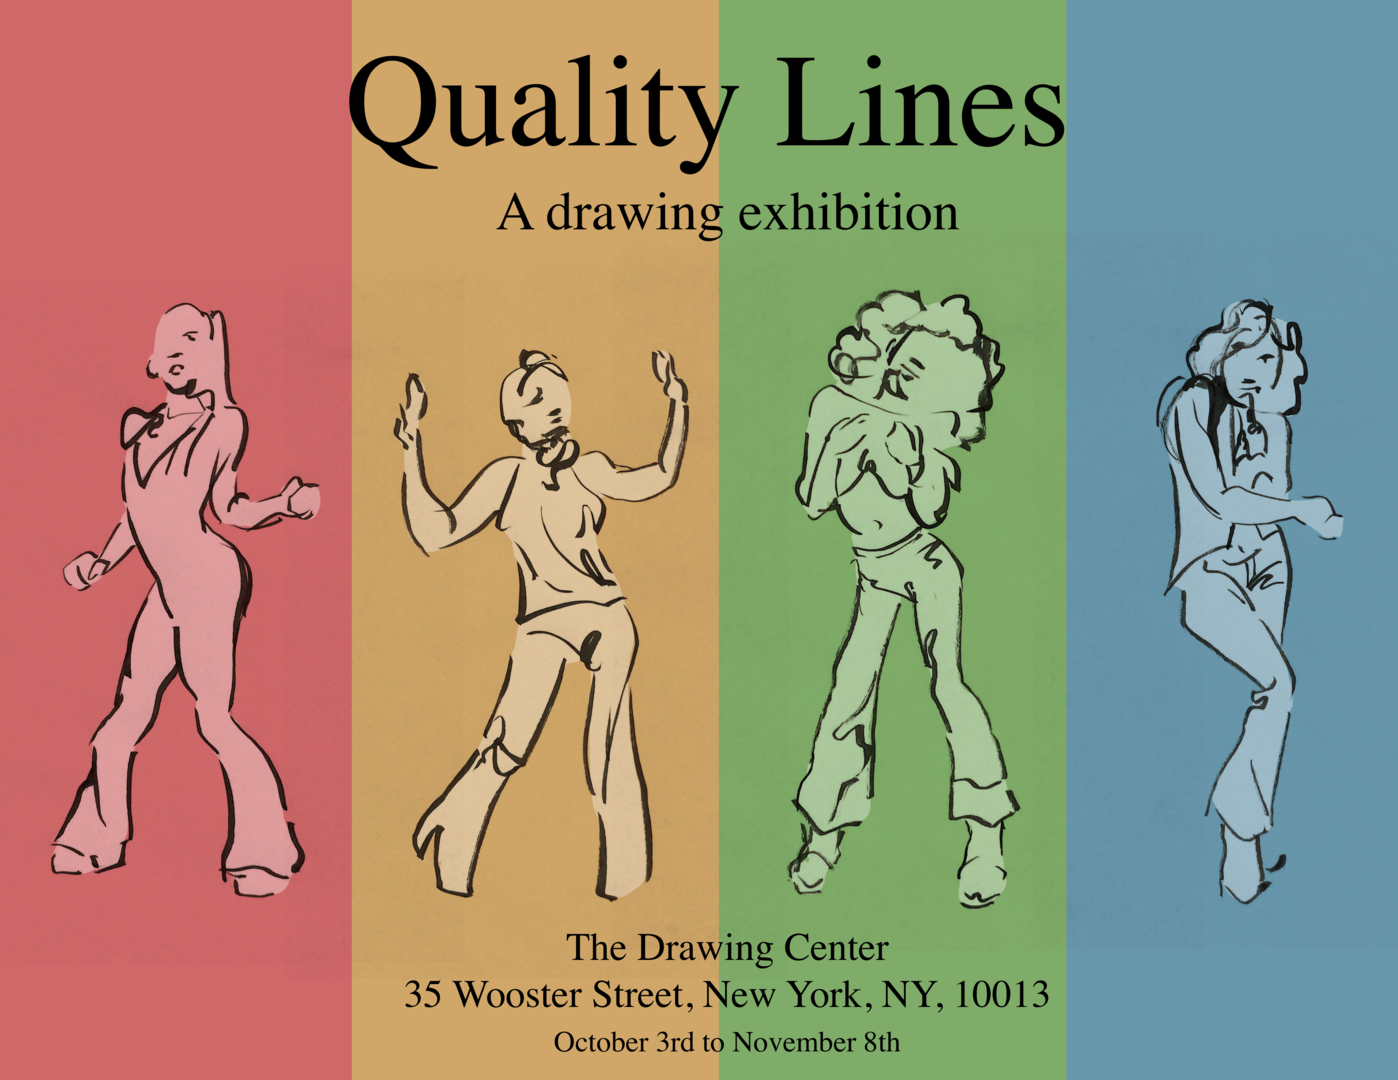 Quality Lines
A drawing exhibition
The Drawing Center
35 Wooster Street, New York, NY, 10013
October 3rd to November 8th